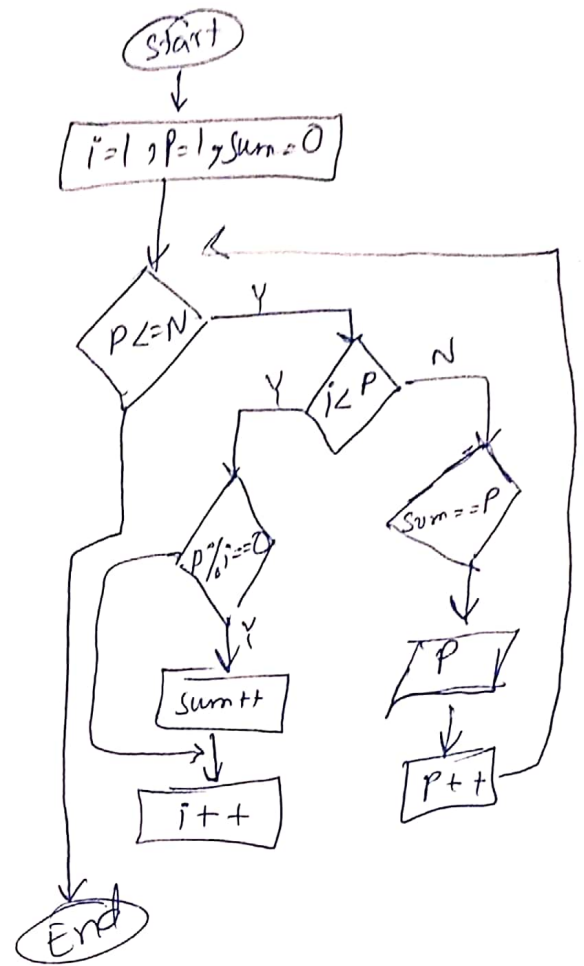 Start
i=1, P=1, Sum=0
P<=N
Y
i<P
N
Y
Sum==P
P%i==0
Y
P
Sum++
P++
i++
End